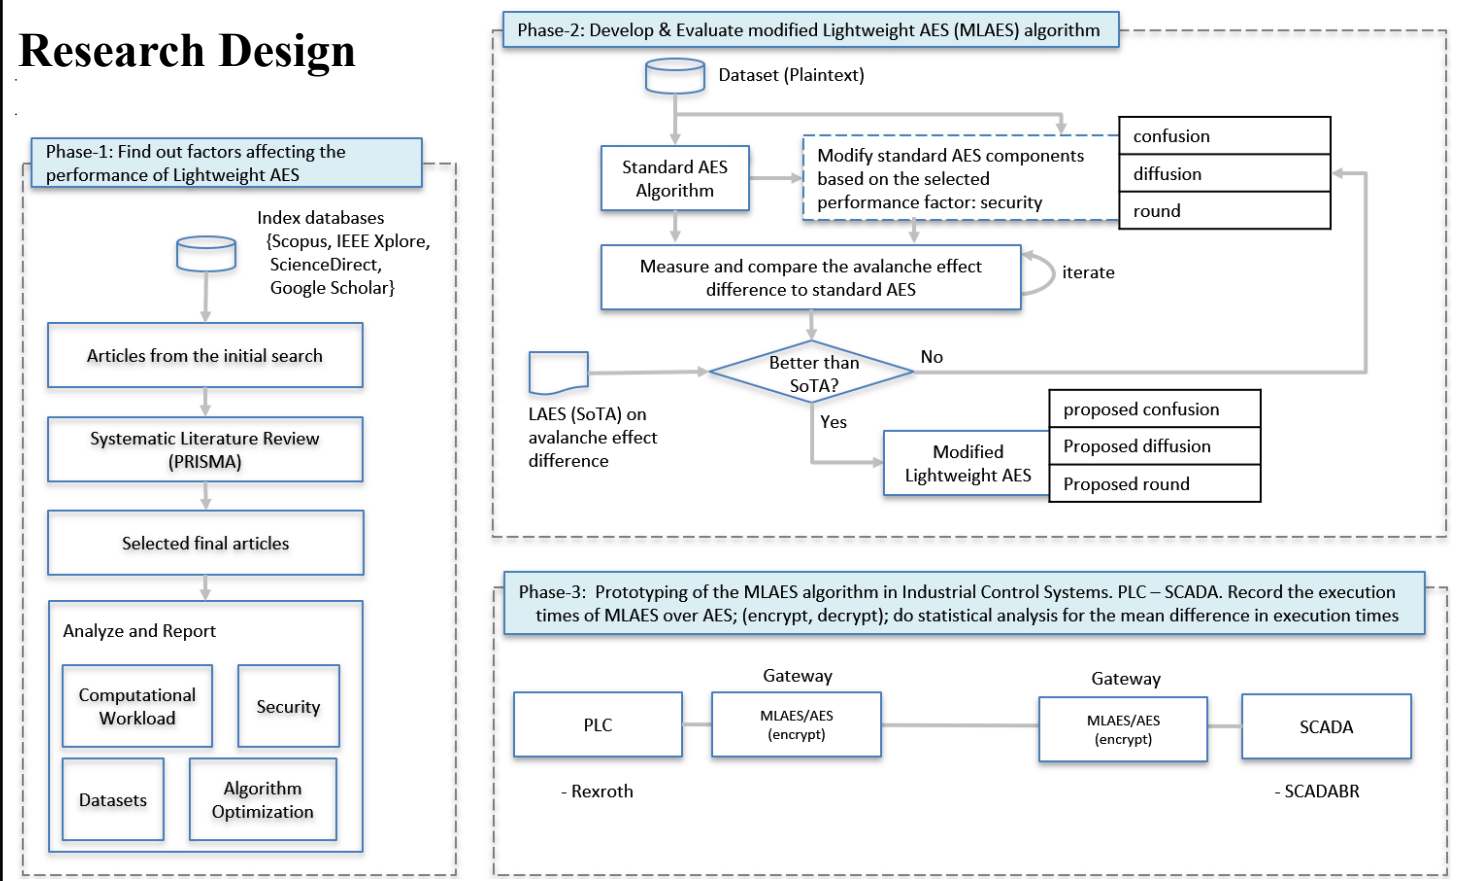 Research Design
Phase-1: Find out factors affecting the
performance of Lightweight AES
Index databases
{Scopus, IEEE Xplore,
ScienceDirect,
Google Scholar}
Articles from the initial search
Systematic Literature Review
(PRISMA)
Selected final articles
Analyze and Report
Computational
Workload
Security
Datasets
Algorithm
Optimization
Phase-2: Develop & Evaluate modified Lightweight AES (MLAES) algorithm
Dataset (Plaintext)
Standard AES
Algorithm
Modify standard AES components
based on the selected
performance factor: security
confusion
diffusion
round
Measure and compare the avalanche effect
difference to standard AES
iterate
Better than
SoTA?
No
Yes
LAES (SoTA) on
avalanche effect
difference
Modified
Lightweight AES
proposed confusion
Proposed diffusion
Proposed round
Phase-3: Prototyping of the MLAES algorithm in Industrial Control Systems. PLC – SCADA. Record the execution
times of MLAES over AES; (encrypt, decrypt); do statistical analysis for the mean difference in execution times
PLC
- Rexroth
Gateway
MLAES/AES
(encrypt)
Gateway
MLAES/AES
(encrypt)
SCADA
- SCADABR